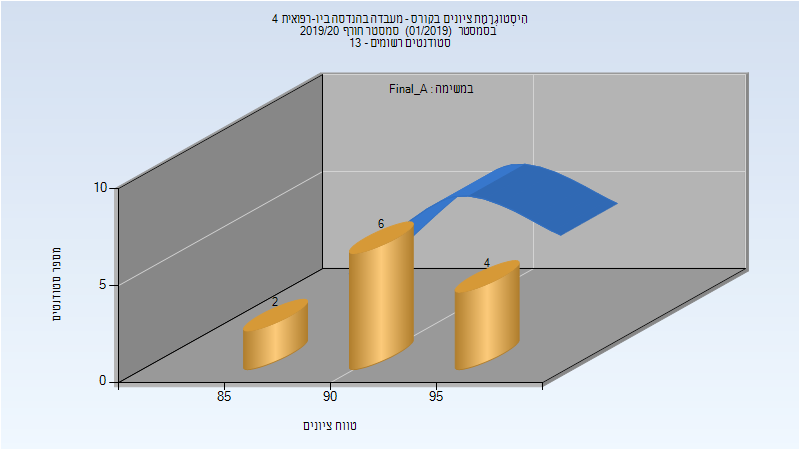 היסטוגרמת ציונים בקורס - מעבדה בהנדסה ביו-רפואית 4
בסמסטר (01/2019) סמסטר חורף 2019/20
סטודנטים רשומים - 13
במשימה : Final_A
10
5
0
מספר סטודנטים
2
6
4
85
90
95
טווח ציונים